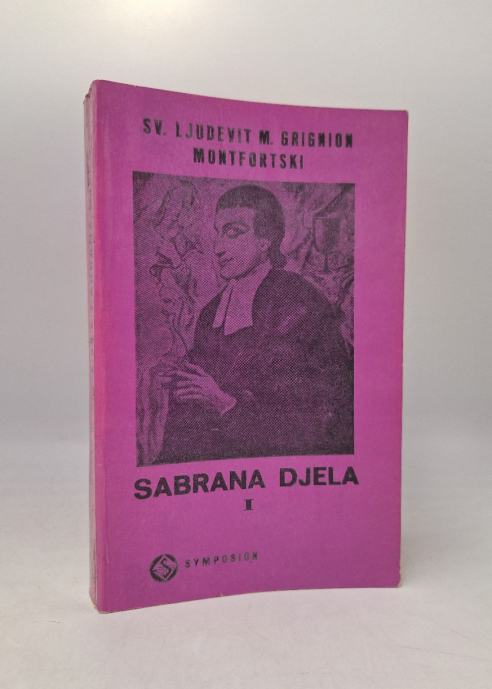 SV. LJUDEVIT M. GRIGNION
MONTFORTSKI
SABRANA DJELA
I
SYMPOSION